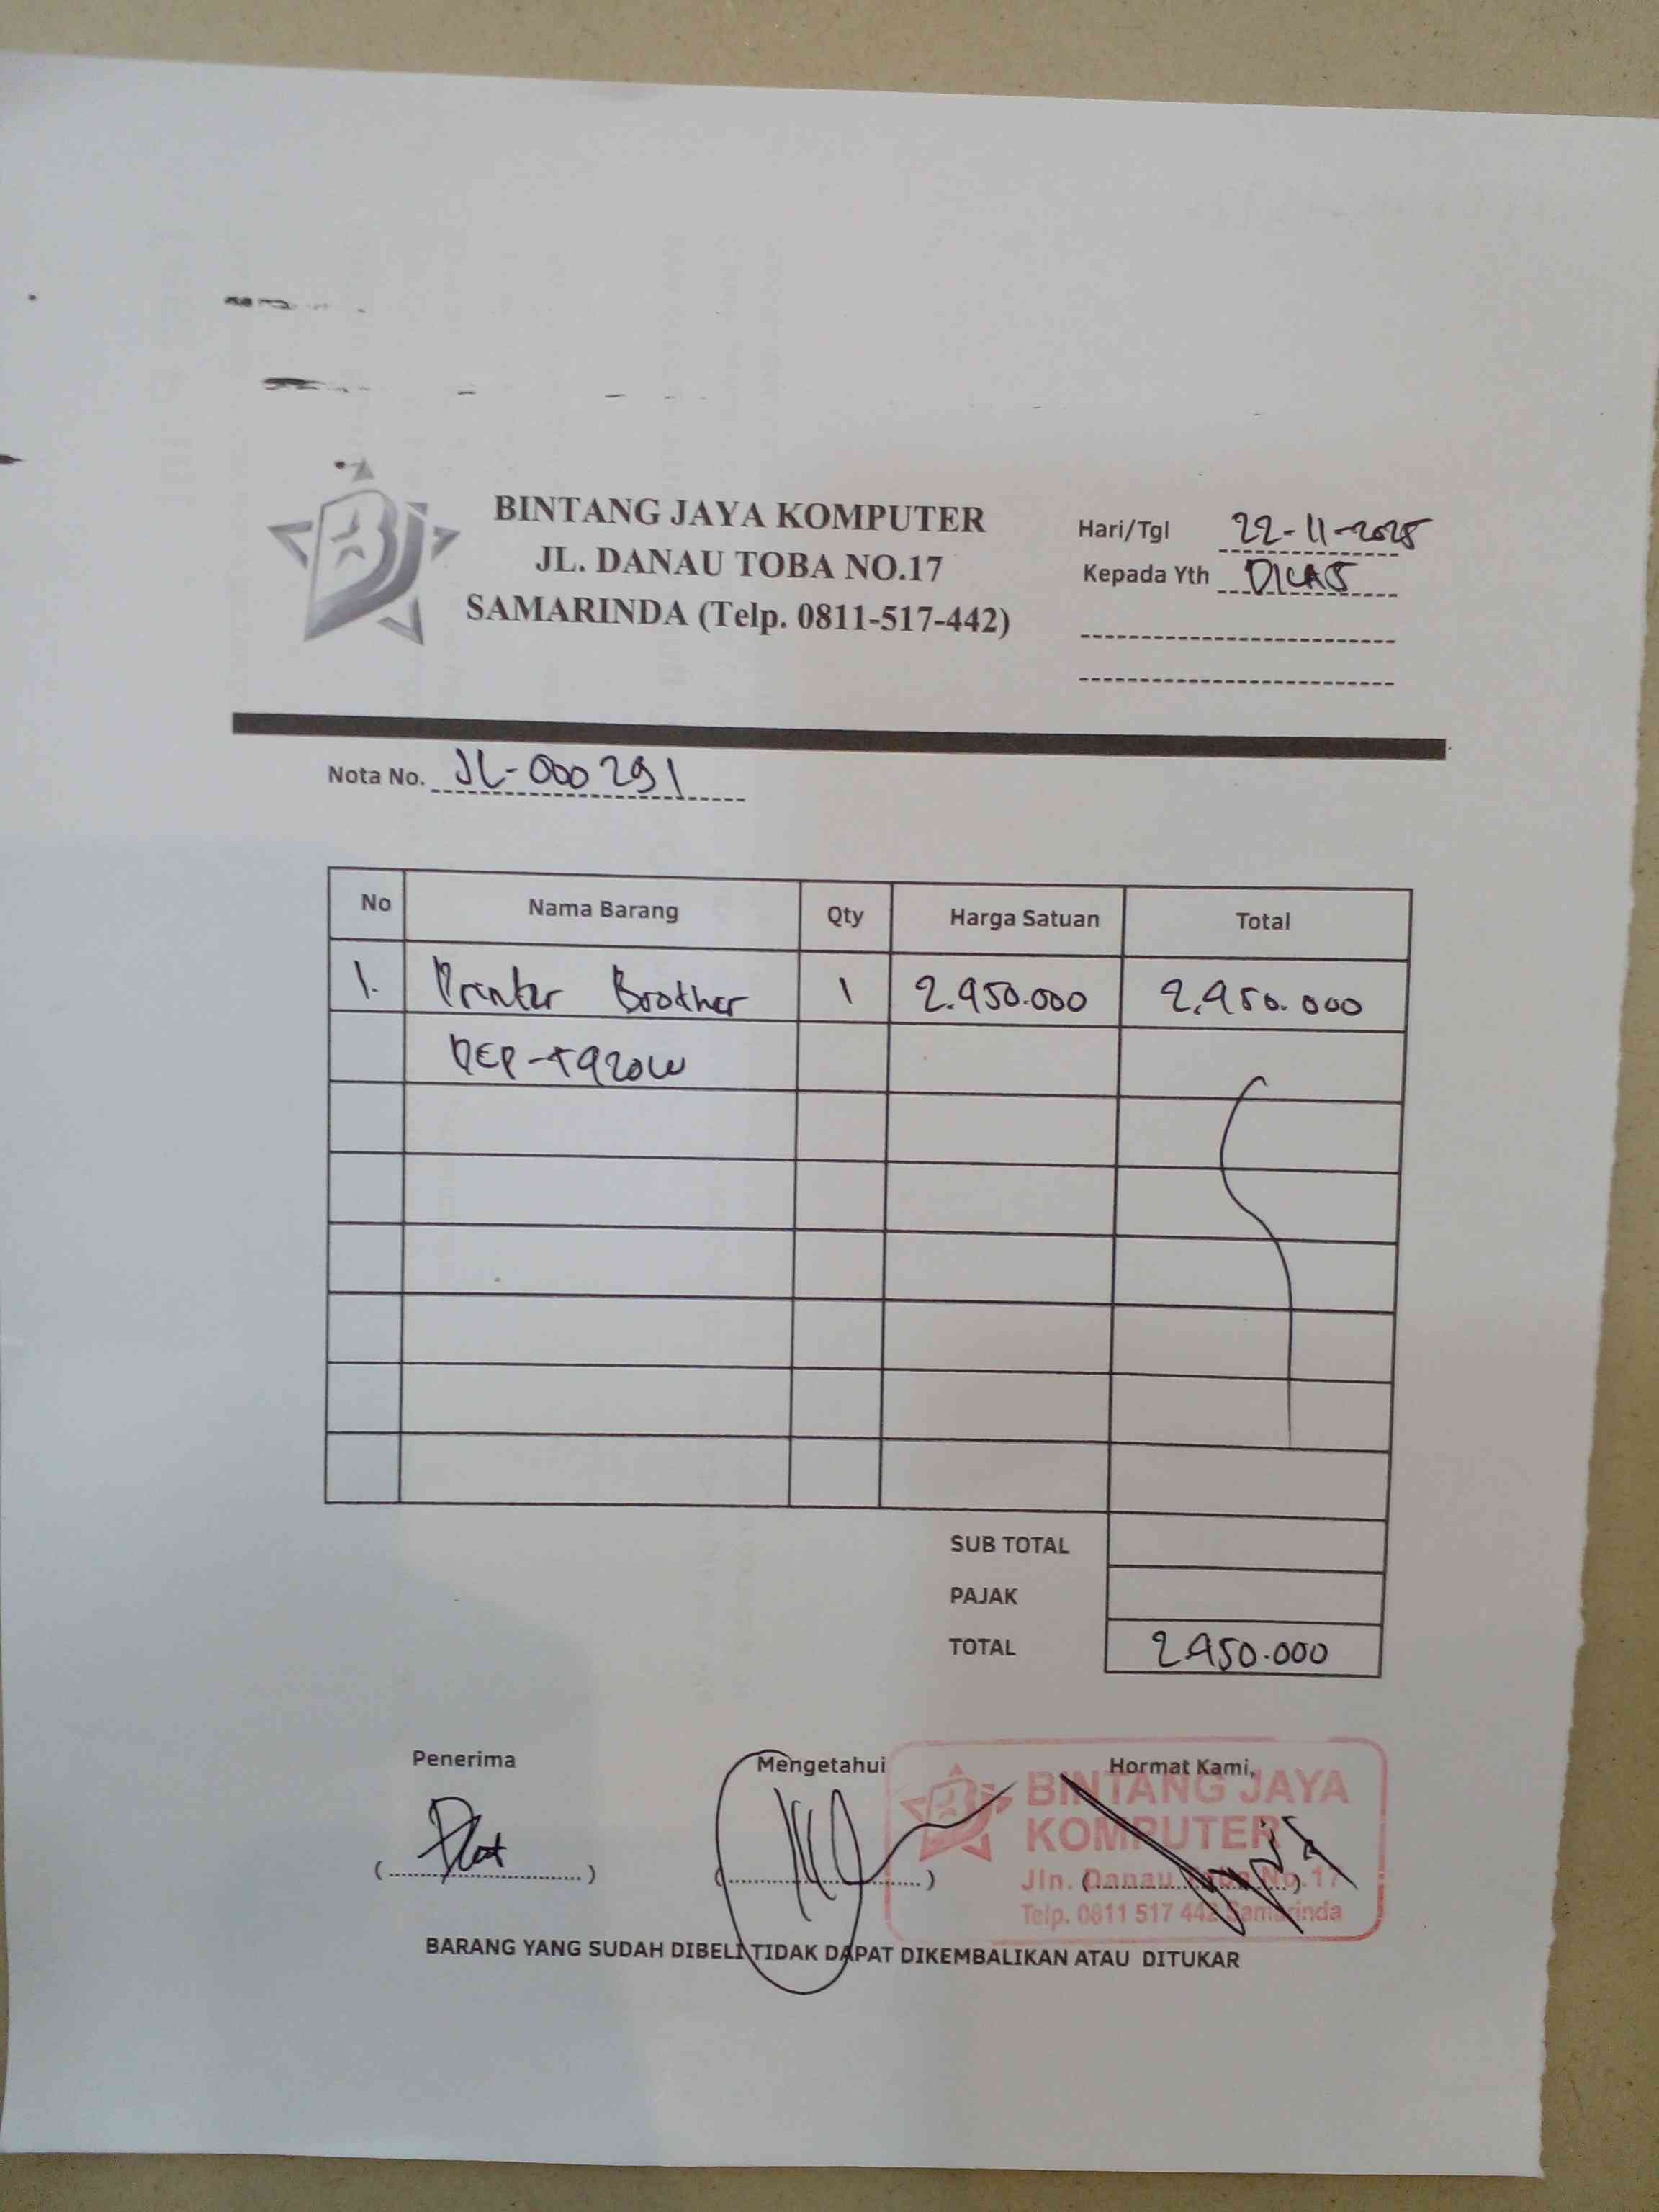 BINTANG JAYA KOMPUTER
JL. DANAU TOBA NO.17
SAMARINDA (Telp. 0811-517-442)
Hari/Tgl 22-11-2025
Kepada Yth
Nota No. JL-000291
No Nama Barang Qty Harga Satuan Total
1. Printer Brother 1 2.950.000 2.950.000
SUB TOTAL
PAJAK
TOTAL 2.950.000
Penerima Mengetahui Hormat Kami,
BINTANG JAYA
KOMPUTER
Jln. Danau Toba No.17
Telp. 0811 517 442 Samarinda
BARANG YANG SUDAH DIBELI TIDAK DAPAT DIKEMBALIKAN ATAU DITUKAR